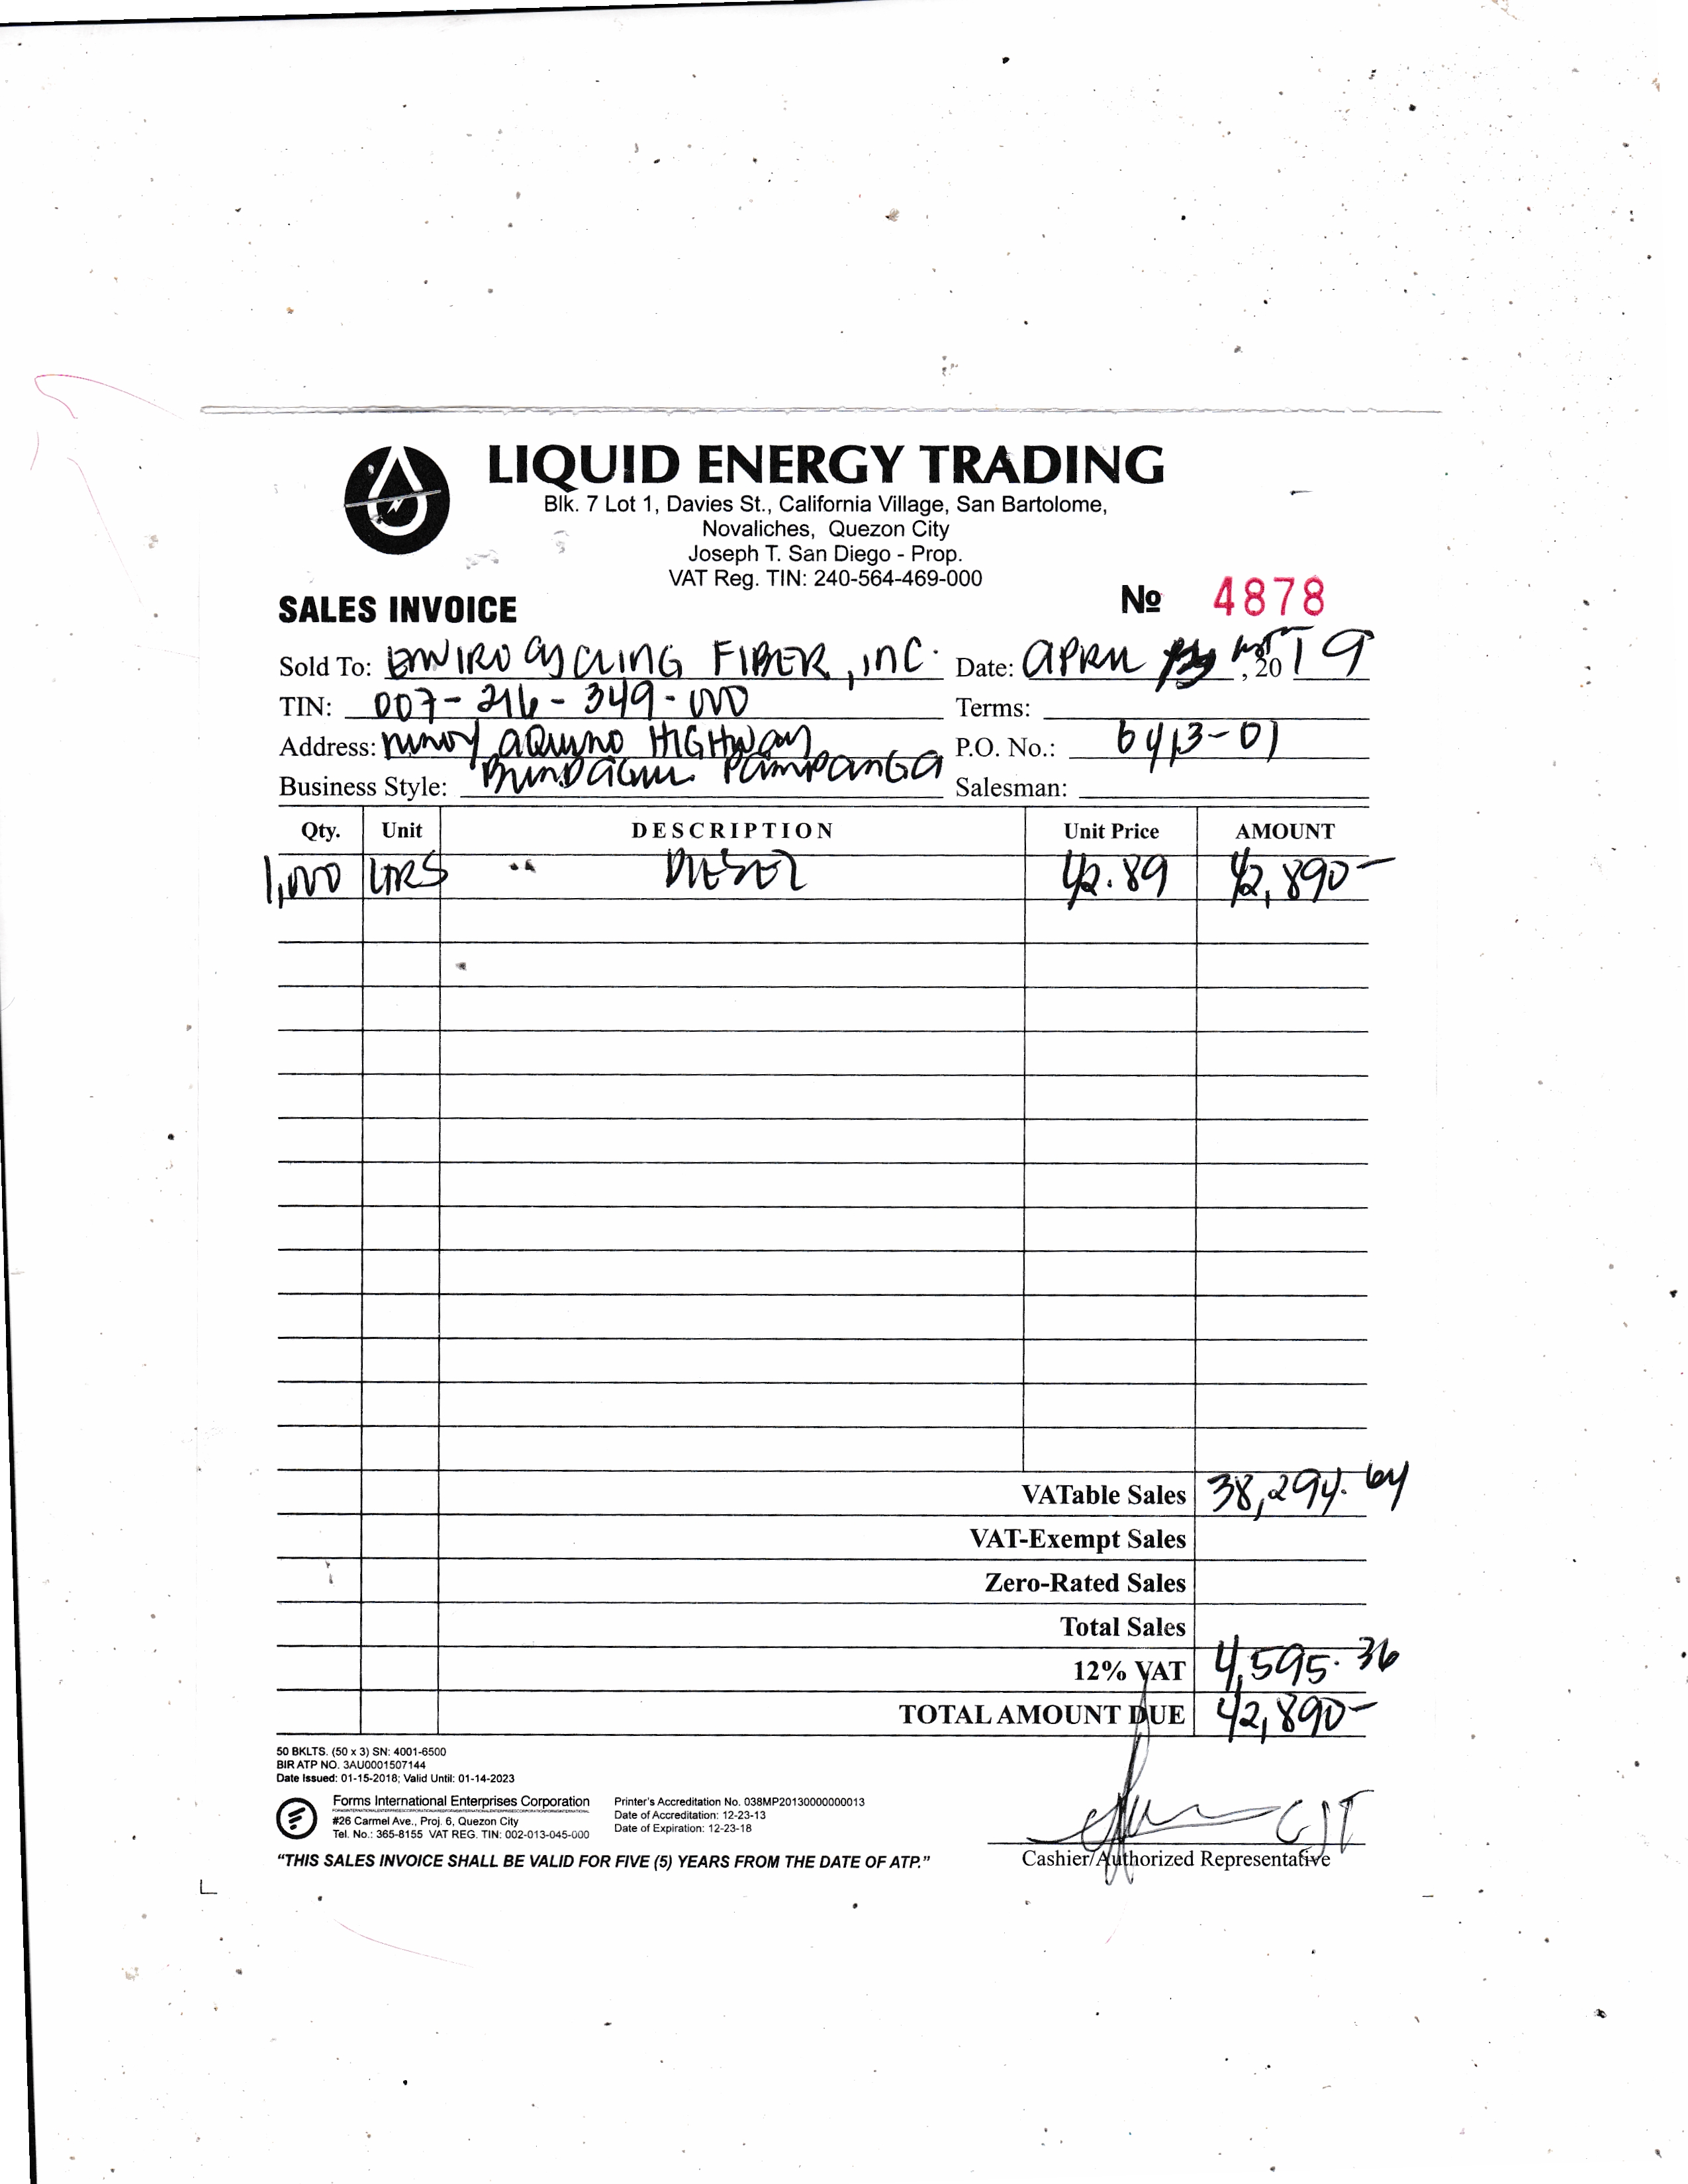 LIQUID ENERGY TRADING
Blk. 7 Lot 1, Davies St., California Village, San Bartolome,
Novaliches, Quezon City
Joseph T. San Diego - Prop.
VAT Reg. TIN: 240-564-469-000
SALES INVOICE
No 4878
Sold To: ENVIRO CYCLING FIBER, INC. Date: APRIL , 2019
TIN: 007-216-349-000 Terms:
Address: NINOY AQUINO HIGHWAY P.O. No.: 6413-01
PAMPANGA
Business Style: Salesman:
Qty. Unit DESCRIPTION Unit Price AMOUNT
1,000 LTRS DIESEL 42.89 42,890-
VATable Sales 38,294.64
VAT-Exempt Sales
Zero-Rated Sales
Total Sales
12% VAT 4,595.36
TOTAL AMOUNT DUE 42,890-
50 BKLTS. (50 x 3) SN: 4001-6500
BIR ATP NO. 3AU0001507144
Date Issued: 01-15-2018; Valid Until: 01-14-2023
Forms International Enterprises Corporation
#26 Carmel Ave., Proj. 6, Quezon City
Tel. No.: 365-8155 VAT REG. TIN: 002-013-045-000
Printer's Accreditation No. 038MP20130000000013
Date of Accreditation: 12-23-13
Date of Expiration: 12-23-18
"THIS SALES INVOICE SHALL BE VALID FOR FIVE (5) YEARS FROM THE DATE OF ATP."
Cashier/Authorized Representative